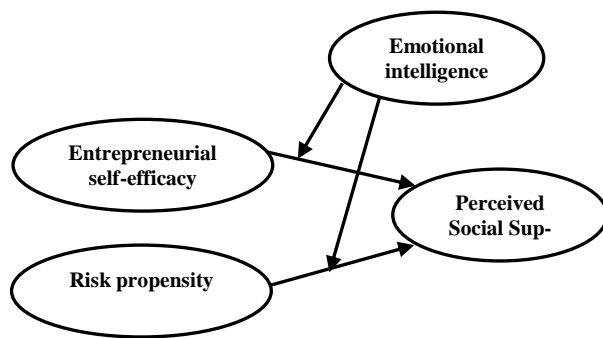 Emotional
intelligence
Entrepreneurial
self-efficacy
Perceived
Social Sup-
Risk propensity